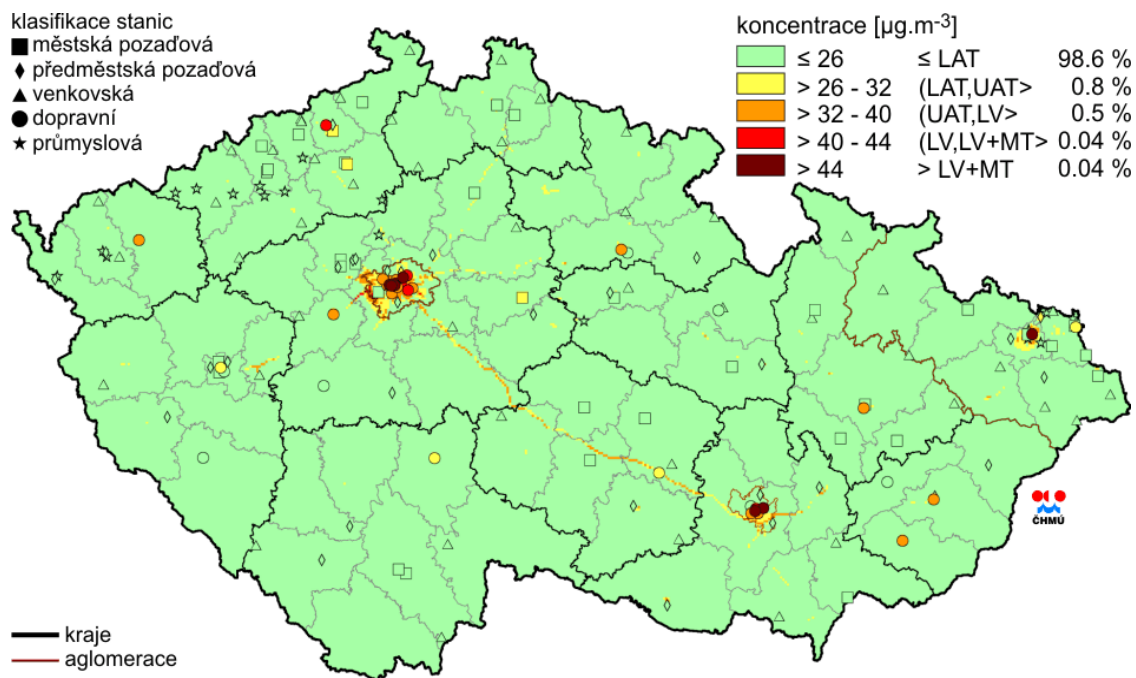 klasifikace stanic
městská pozaďová
předměstská pozaďová
venkovská
dopravní
průmyslová
koncentrace [µg.m-3]
≤ 26 ≤ LAT 98.6 %
> 26 - 32 (LAT,UAT> 0.8 %
> 32 - 40 (UAT,LV> 0.5 %
> 40 - 44 (LV,LV+MT> 0.04 %
> 44 > LV+MT 0.04 %
ČHMÚ
kraje
aglomerace